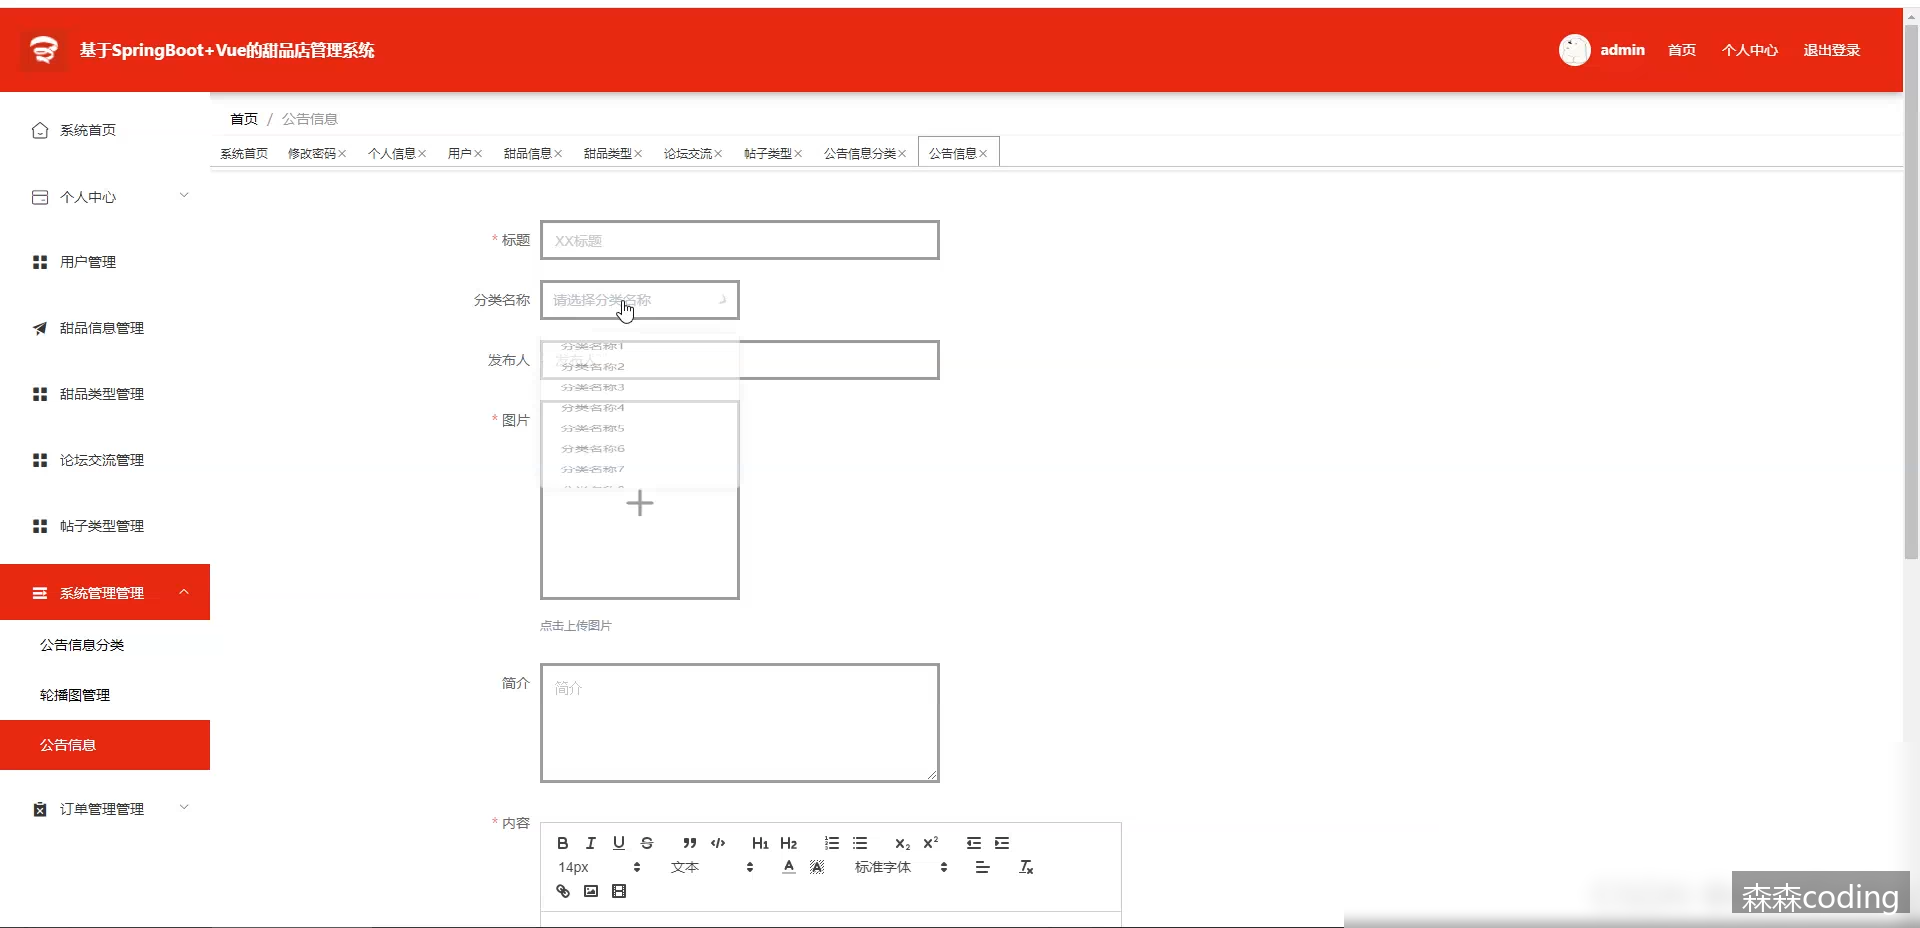 基于SpringBoot+Vue的甜品店管理系统
admin 首页 个人中心 退出登录
首页 / 公告信息
系统首页 修改密码× 个人信息× 用户× 甜品信息× 甜品类型× 论坛交流× 帖子类型× 公告信息分类× 公告信息×
系统首页
个人中心
用户管理
甜品信息管理
甜品类型管理
论坛交流管理
帖子类型管理
系统管理管理
公告信息分类
轮播图管理
公告信息
订单管理管理
* 标题 XX标题
分类名称 请选择分类名称
发布人 发布人
分类名称1
分类名称2
分类名称3
分类名称4
分类名称5
分类名称6
分类名称7
* 图片
点击上传图片
简介 简介
* 内容
B I U S H1 H2 X₂ X²
14px 文本 A A 标准字体 Tx
森森coding